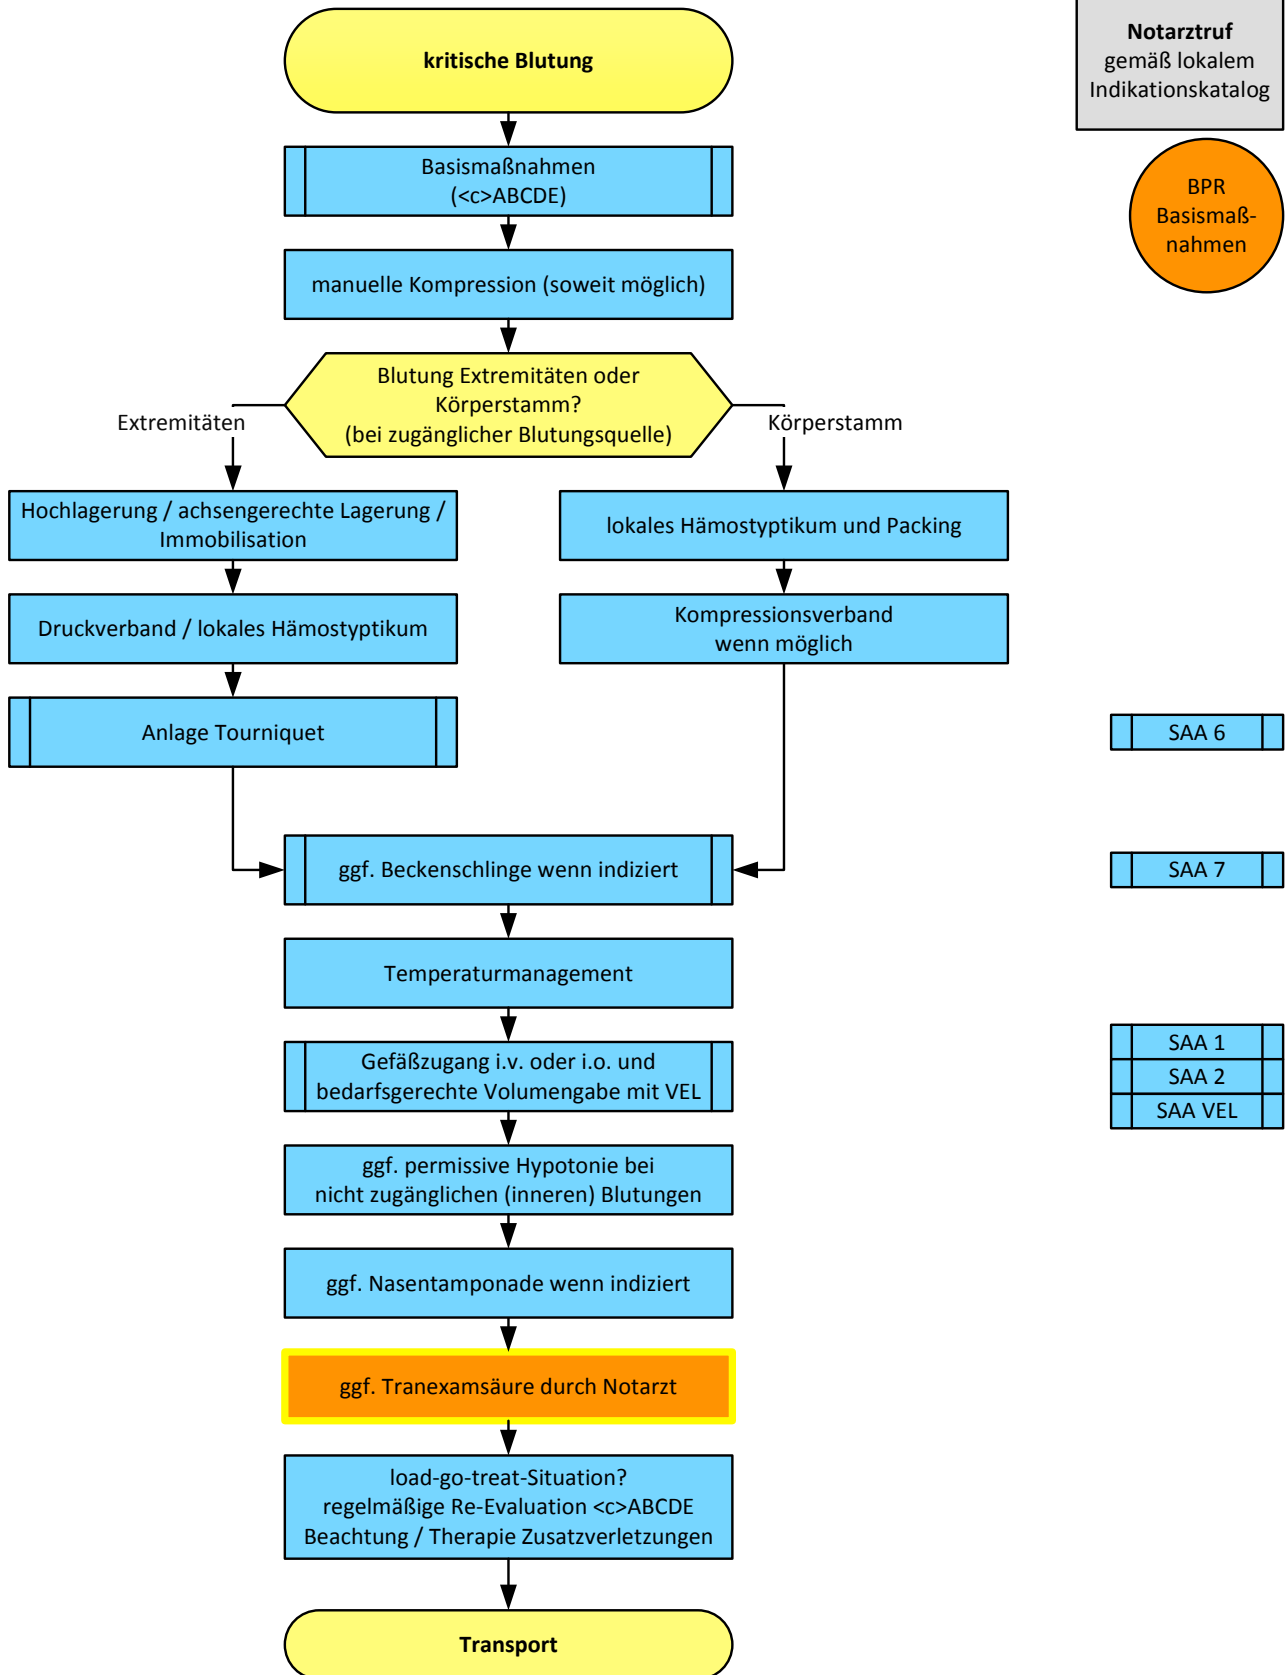 kritische Blutung
Notarztruf
gemäß lokalem
Indikationskatalog
BPR
Basismaß-
nahmen
Basismaßnahmen
(<c>ABCDE)
manuelle Kompression (soweit möglich)
Blutung Extremitäten oder
Körperstamm?
(bei zugänglicher Blutungsquelle)
Extremitäten
Körperstamm
Hochlagerung / achsengerechte Lagerung /
Immobilisation
lokales Hämostyptikum und Packing
Druckverband / lokales Hämostyptikum
Kompressionsverband
wenn möglich
Anlage Tourniquet
SAA 6
ggf. Beckenschlinge wenn indiziert
SAA 7
Temperaturmanagement
Gefäßzugang i.v. oder i.o. und
bedarfsgerechte Volumengabe mit VEL
SAA 1
SAA 2
SAA VEL
ggf. permissive Hypotonie bei
nicht zugänglichen (inneren) Blutungen
ggf. Nasentamponade wenn indiziert
ggf. Tranexamsäure durch Notarzt
load-go-treat-Situation?
regelmäßige Re-Evaluation <c>ABCDE
Beachtung / Therapie Zusatzverletzungen
Transport